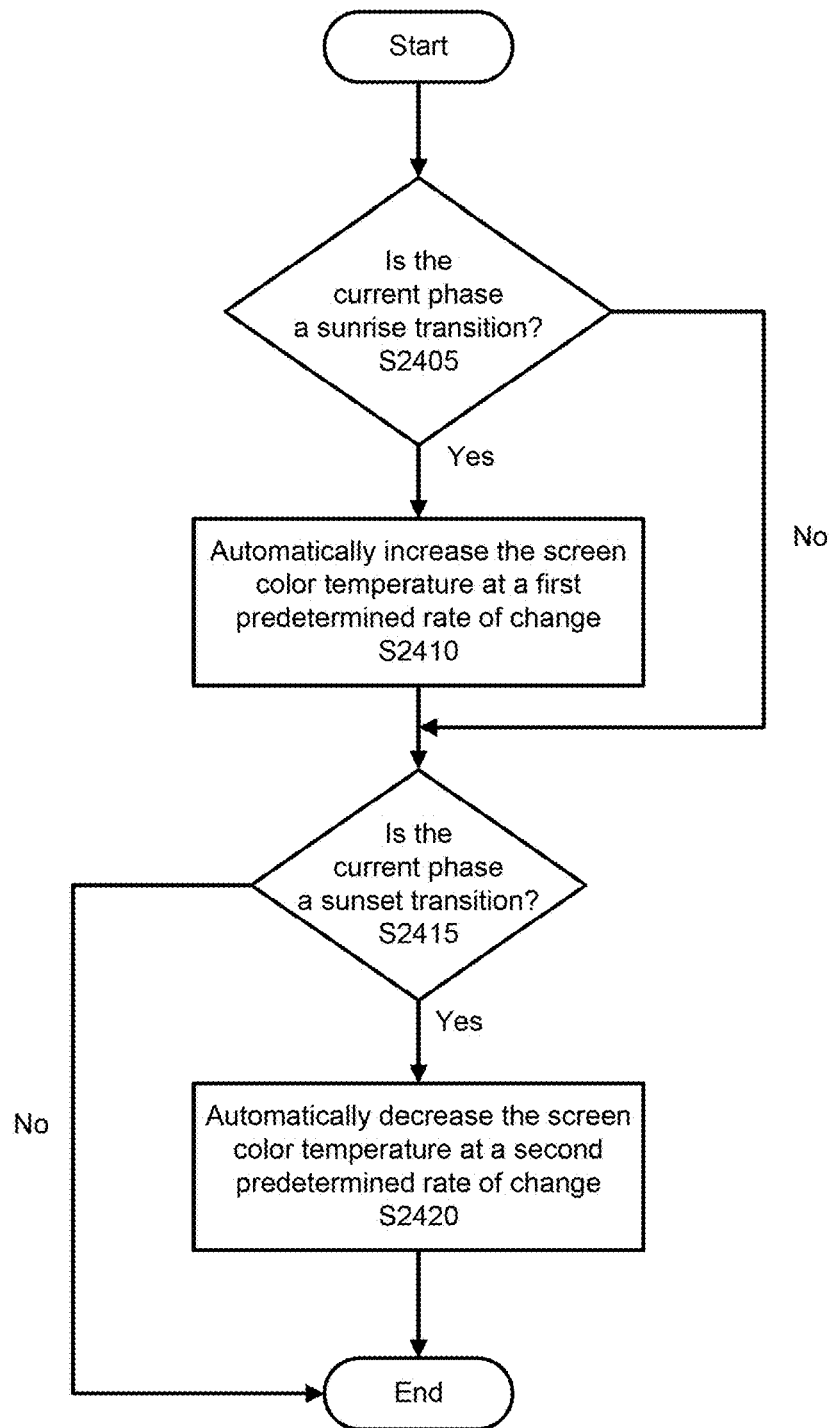 Start
Is the
current phase
a sunrise transition?
S2405
Yes
No
Automatically increase the screen
color temperature at a first
predetermined rate of change
S2410
Is the
current phase
a sunset transition?
S2415
Yes
No
Automatically decrease the screen
color temperature at a second
predetermined rate of change
S2420
End